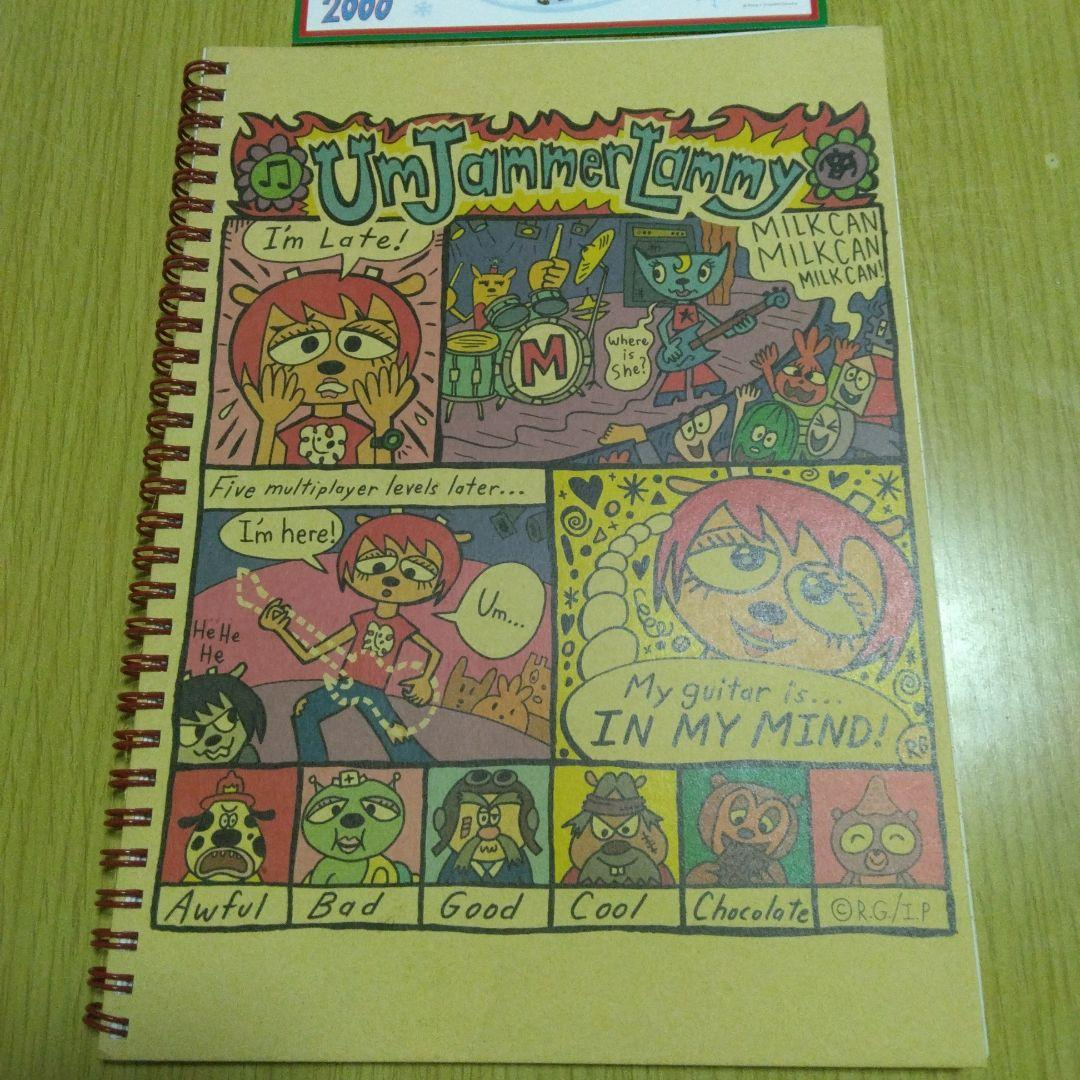 2000
UmJammerLammy
I'm Late!
MILKCAN
MILKCAN
MILKCAN!
Where
is
She?
M
Five multiplayer levels later...
I'm here!
Um...
He He
He
My guitar is...
IN MY MIND!
RG
Awful
Bad
Good
Cool
Chocolate
©R.G./I.P